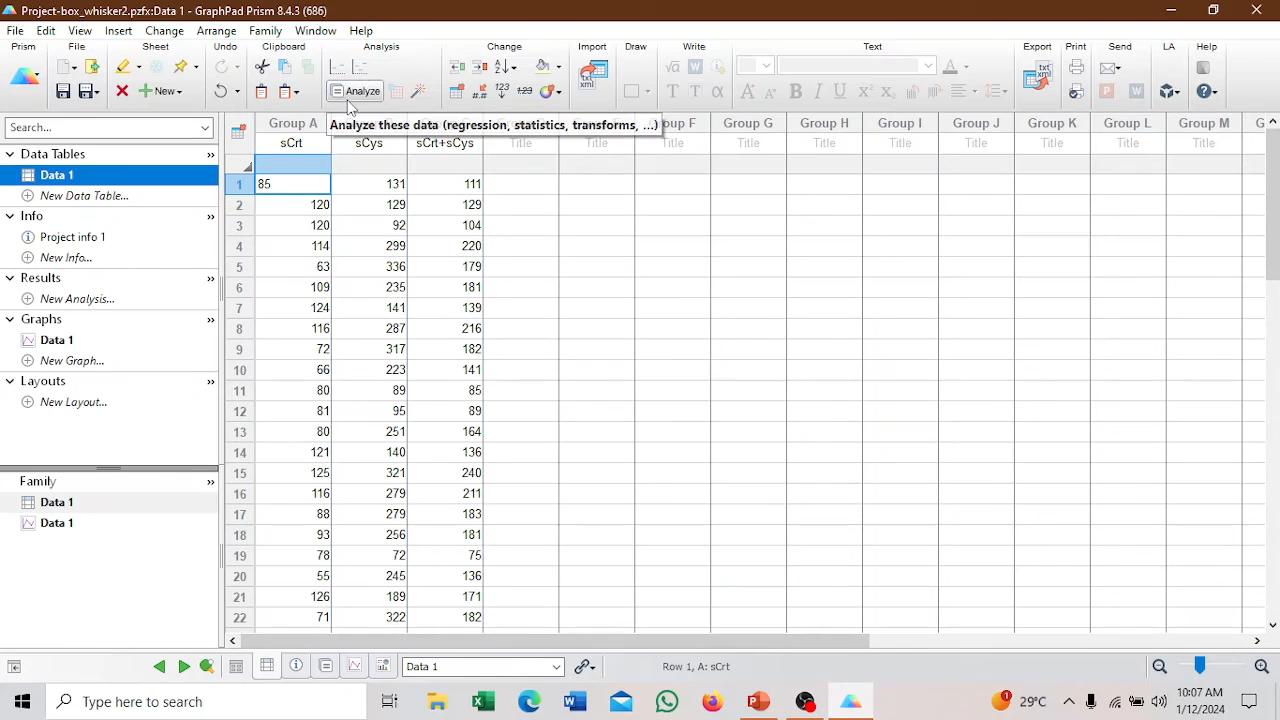 Project-box_whisker2.pzfx:Data 1 - GraphPad Prism 8.4.3 (686)
File Edit View Insert Change Arrange Family Window Help
Prism File Sheet Undo Clipboard Analysis Change Import Draw Write Text Export Print Send LA Help
New Analyze
Search...
Analyze these data (regression, statistics, transforms, ...)
Group A Group F Group G Group H Group I Group J Group K Group L Group M
sCrt sCys sCrt+sCys Title Title Title Title Title Title Title Title Title Title
Data Tables
Data 1
New Data Table...
Info
Project info 1
New Info...
Results
New Analysis...
Graphs
Data 1
New Graph...
Layouts
New Layout...
Family
Data 1
Data 1
1 85 131 111
2 120 129 129
3 120 92 104
4 114 299 220
5 63 336 179
6 109 235 181
7 124 141 139
8 116 287 216
9 72 317 182
10 66 223 141
11 80 89 85
12 81 95 89
13 80 251 164
14 121 140 136
15 125 321 240
16 116 279 211
17 88 279 183
18 93 256 181
19 78 72 75
20 55 245 136
21 126 189 171
22 71 322 182
Data 1
Row 1, A: sCrt
Type here to search
29°C
10:07 AM
1/12/2024